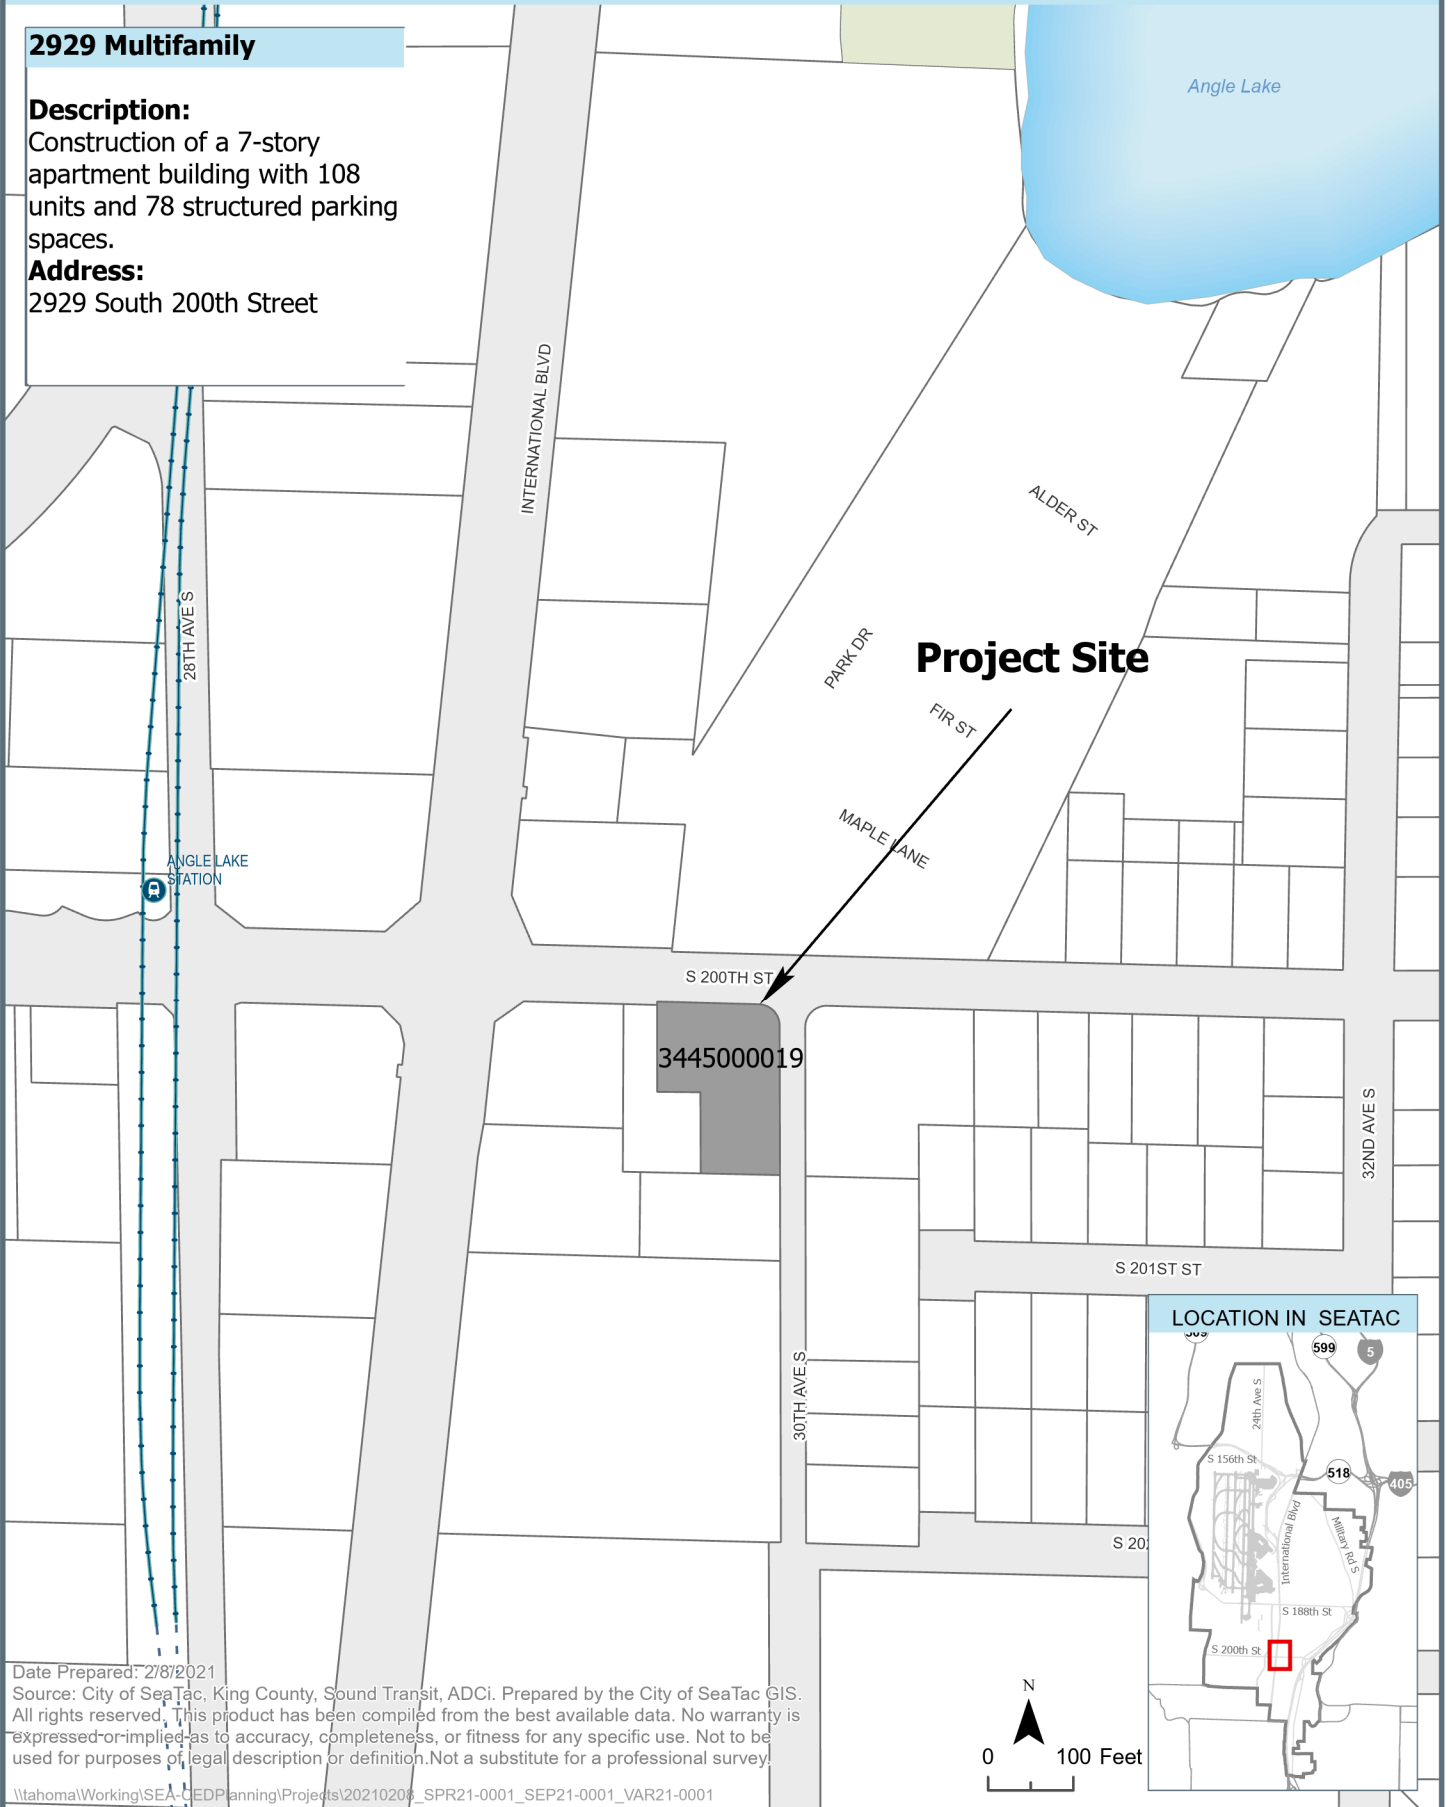 2929 Multifamily
Description:
Construction of a 7-story
apartment building with 108
units and 78 structured parking
spaces.
Address:
2929 South 200th Street
Angle Lake
INTERNATIONAL BLVD
ALDER ST
28TH AVE S
PARK DR
Project Site
FIR ST
MAPLE LANE
ANGLE LAKE
STATION
S 200TH ST
3445000019
32ND AVE S
S 201ST ST
30TH AVE S
S 20
LOCATION IN SEATAC
509
599
5
24th Ave S
S 156th St
518
405
International Blvd
Military Rd S
S 188th St
S 200th St
Date Prepared: 2/8/2021
Source: City of SeaTac, King County, Sound Transit, ADCi. Prepared by the City of SeaTac GIS.
All rights reserved. This product has been compiled from the best available data. No warranty is
expressed or implied as to accuracy, completeness, or fitness for any specific use. Not to be
used for purposes of legal description or definition.Not a substitute for a professional survey.
\\tahoma\Working\SEA-CEDPlanning\Projects\20210208_SPR21-0001_SEP21-0001_VAR21-0001
N
0 100 Feet